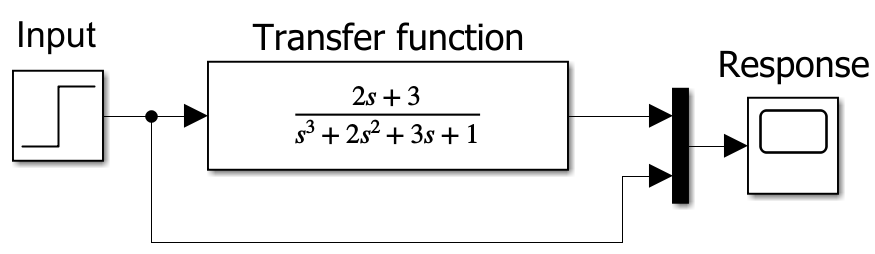 Input
Transfer function
Response
2s + 3
s³ + 2s² + 3s + 1